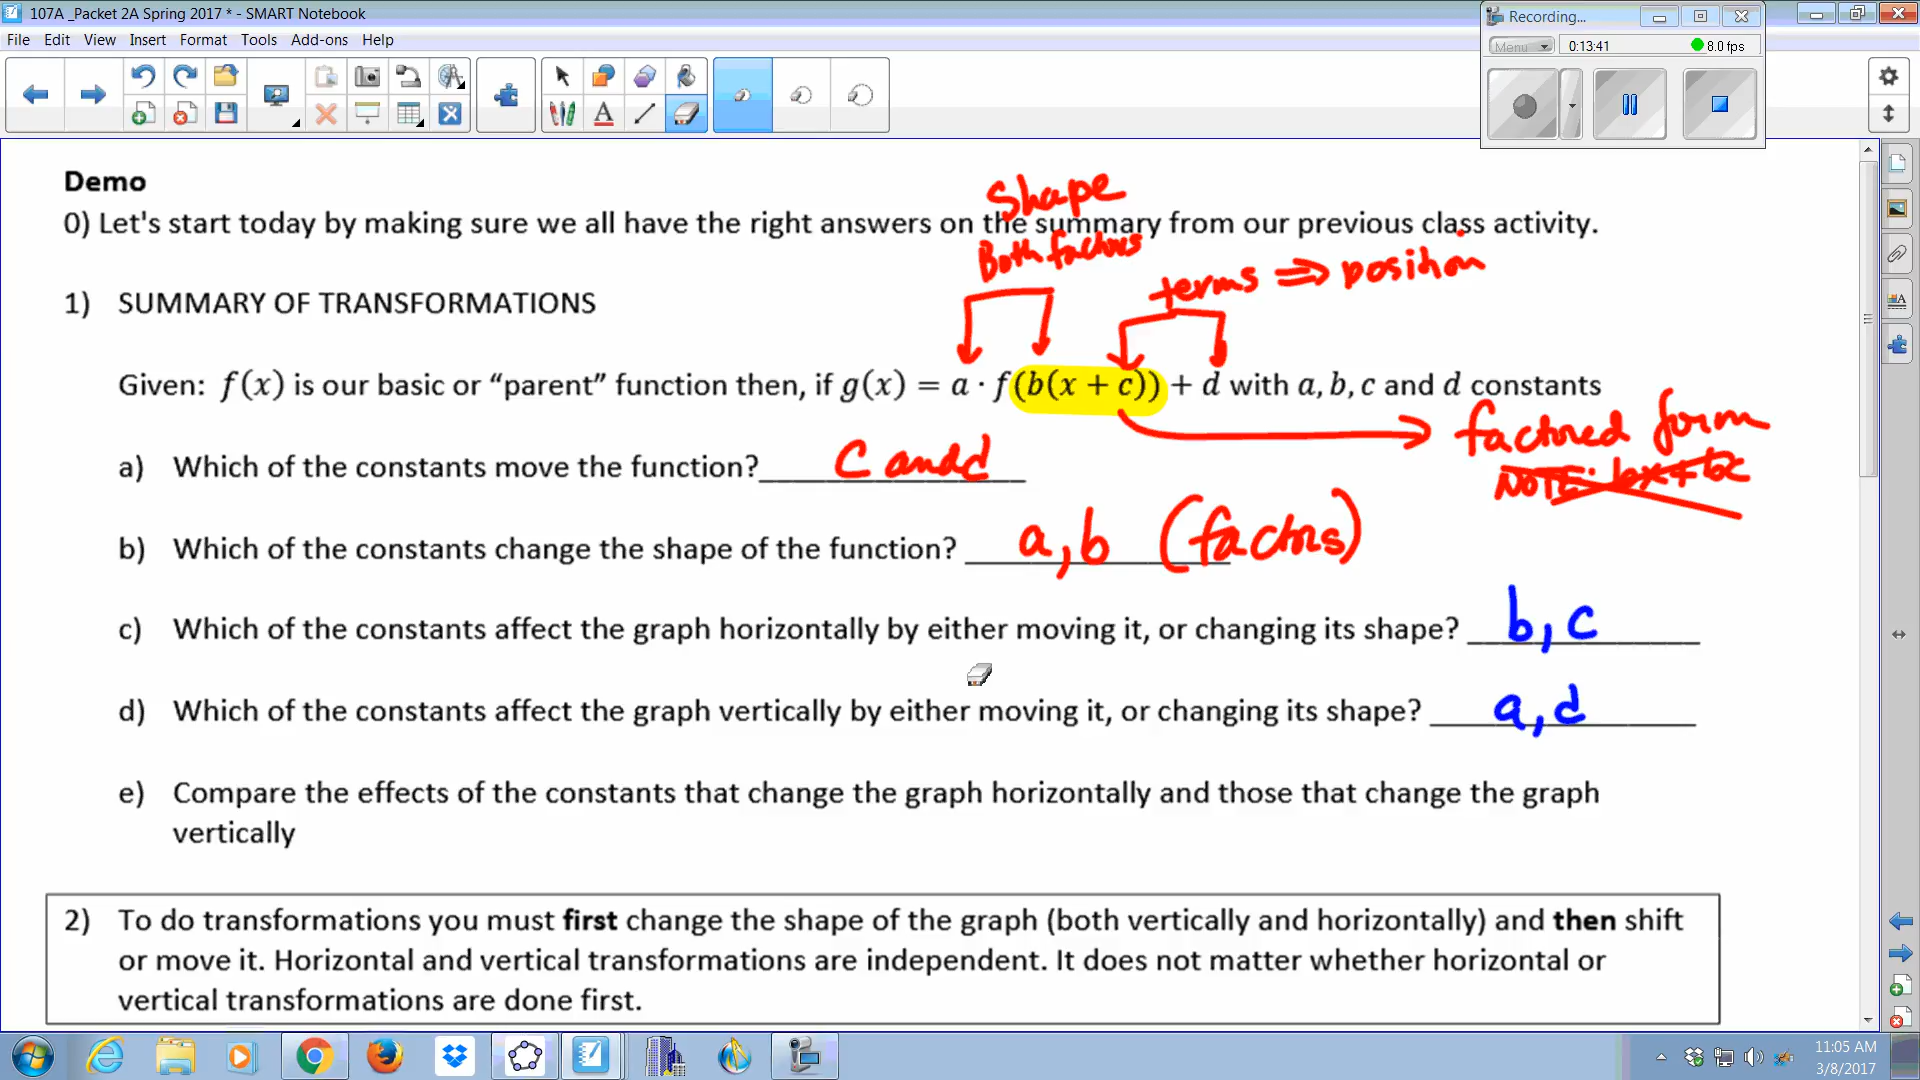 107A _Packet 2A Spring 2017 * - SMART Notebook
Recording...
File Edit View Insert Format Tools Add-ons Help
Menu 0:13:41 8.0 fps
Demo
Shape
0) Let's start today by making sure we all have the right answers on the summary from our previous class activity.
Both factors
terms ⇒ position
1) SUMMARY OF TRANSFORMATIONS
Given: f(x) is our basic or “parent” function then, if g(x) = a · f(b(x + c)) + d with a, b, c and d constants
factored form
a) Which of the constants move the function?____________ c and d
NOTE: bx + bc
b) Which of the constants change the shape of the function? ____________ a, b (factors)
c) Which of the constants affect the graph horizontally by either moving it, or changing its shape? ____________ b, c
d) Which of the constants affect the graph vertically by either moving it, or changing its shape? ____________ a, d
e) Compare the effects of the constants that change the graph horizontally and those that change the graph
vertically
2) To do transformations you must first change the shape of the graph (both vertically and horizontally) and then shift
or move it. Horizontal and vertical transformations are independent. It does not matter whether horizontal or
vertical transformations are done first.
11:05 AM
3/8/2017